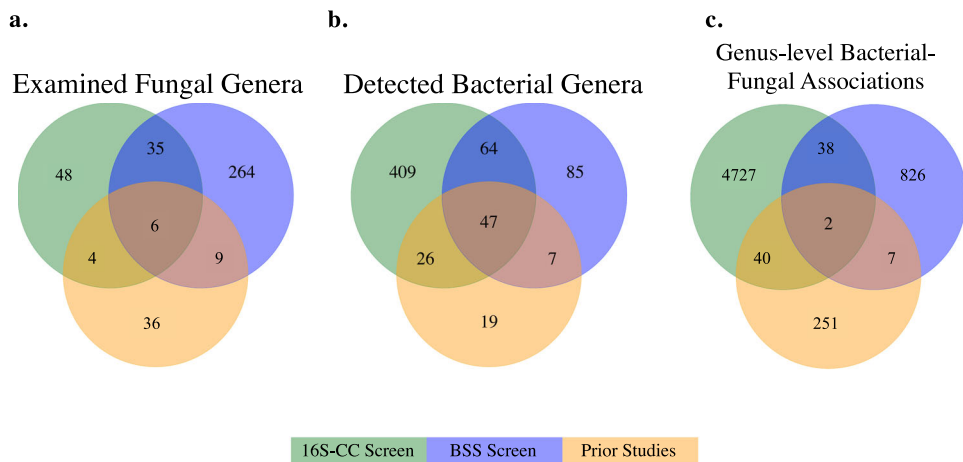 a.
Examined Fungal Genera
48
35
264
6
4
9
36
b.
Detected Bacterial Genera
409
64
85
47
26
7
19
c.
Genus-level Bacterial-
Fungal Associations
4727
38
826
2
40
7
251
16S-CC Screen
BSS Screen
Prior Studies